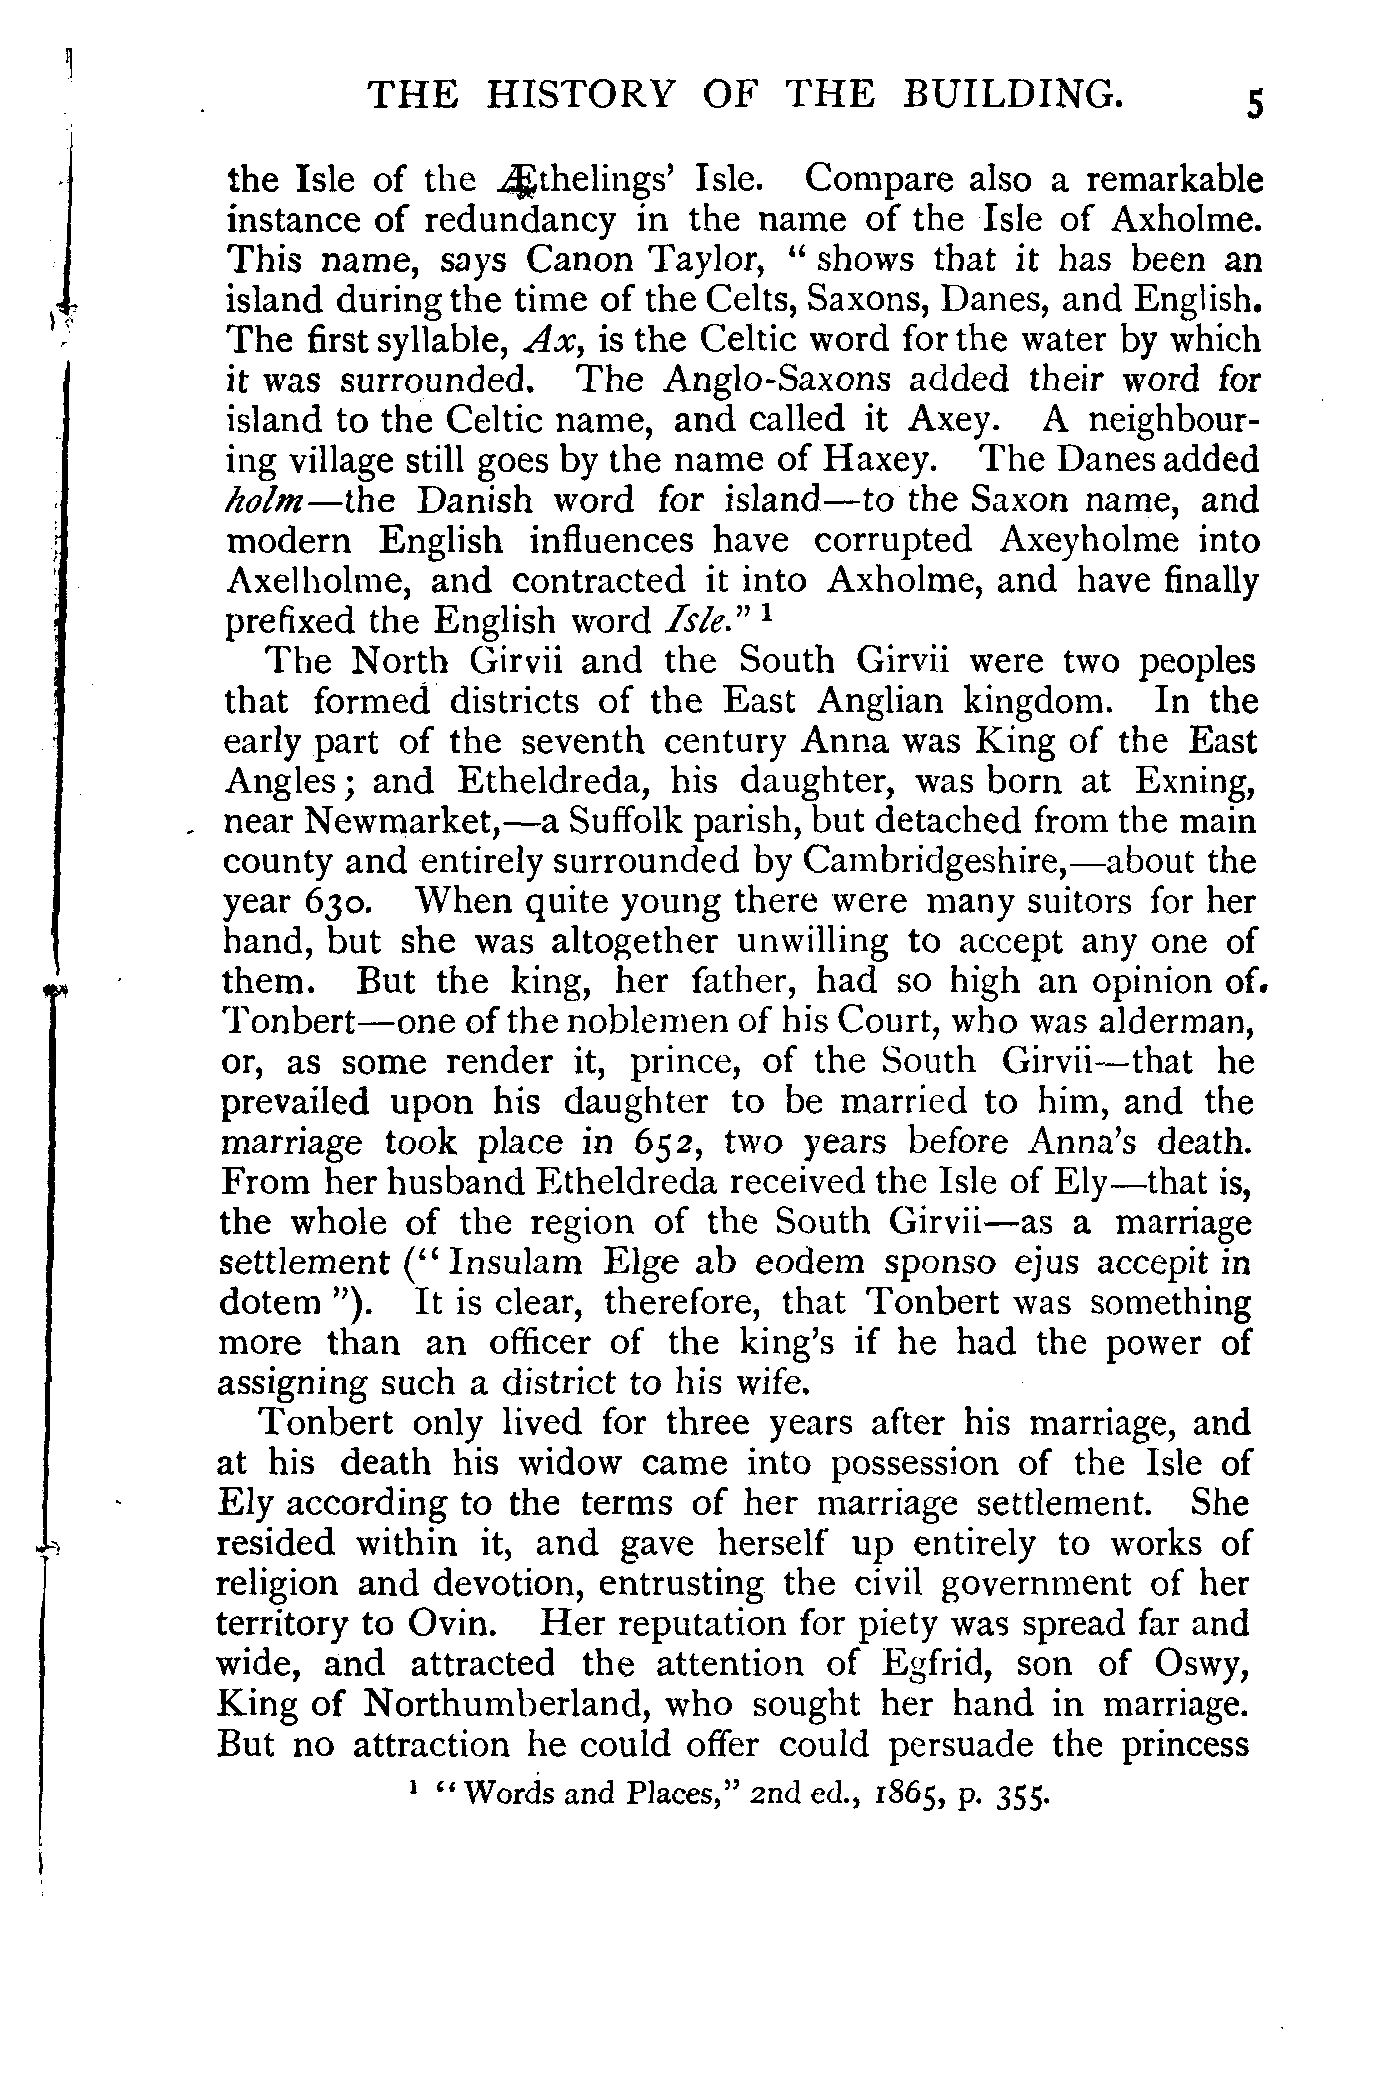 THE HISTORY OF THE BUILDING. 5
the Isle of the Æthelings' Isle. Compare also a remarkable
instance of redundancy in the name of the Isle of Axholme.
This name, says Canon Taylor, " shows that it has been an
island during the time of the Celts, Saxons, Danes, and English.
The first syllable, Ax, is the Celtic word for the water by which
it was surrounded. The Anglo-Saxons added their word for
island to the Celtic name, and called it Axey. A neighbour-
ing village still goes by the name of Haxey. The Danes added
holm—the Danish word for island—to the Saxon name, and
modern English influences have corrupted Axeyholme into
Axelholme, and contracted it into Axholme, and have finally
prefixed the English word Isle." 1
The North Girvii and the South Girvii were two peoples
that formed districts of the East Anglian kingdom. In the
early part of the seventh century Anna was King of the East
Angles; and Etheldreda, his daughter, was born at Exning,
near Newmarket,—a Suffolk parish, but detached from the main
county and entirely surrounded by Cambridgeshire,—about the
year 630. When quite young there were many suitors for her
hand, but she was altogether unwilling to accept any one of
them. But the king, her father, had so high an opinion of
Tonbert—one of the noblemen of his Court, who was alderman,
or, as some render it, prince, of the South Girvii—that he
prevailed upon his daughter to be married to him, and the
marriage took place in 652, two years before Anna's death.
From her husband Etheldreda received the Isle of Ely—that is,
the whole of the region of the South Girvii—as a marriage
settlement (" Insulam Elge ab eodem sponso ejus accepit in
dotem "). It is clear, therefore, that Tonbert was something
more than an officer of the king's if he had the power of
assigning such a district to his wife.
Tonbert only lived for three years after his marriage, and
at his death his widow came into possession of the Isle of
Ely according to the terms of her marriage settlement. She
resided within it, and gave herself up entirely to works of
religion and devotion, entrusting the civil government of her
territory to Ovin. Her reputation for piety was spread far and
wide, and attracted the attention of Egfrid, son of Oswy,
King of Northumberland, who sought her hand in marriage.
But no attraction he could offer could persuade the princess
1 " Words and Places," 2nd ed., 1865, p. 355.